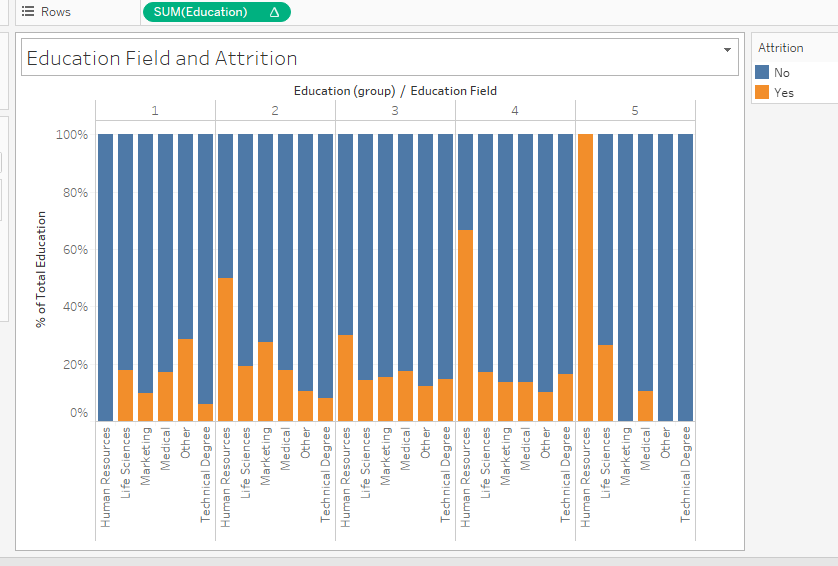 Rows
SUM(Education) Δ
Education Field and Attrition
Attrition
No
Yes
Education (group) / Education Field
1 2 3 4 5
% of Total Education
100%
80%
60%
40%
20%
0%
Human Resources
Life Sciences
Marketing
Medical
Other
Technical Degree
Human Resources
Life Sciences
Marketing
Medical
Other
Technical Degree
Human Resources
Life Sciences
Marketing
Medical
Other
Technical Degree
Human Resources
Life Sciences
Marketing
Medical
Other
Technical Degree
Human Resources
Life Sciences
Marketing
Medical
Other
Technical Degree